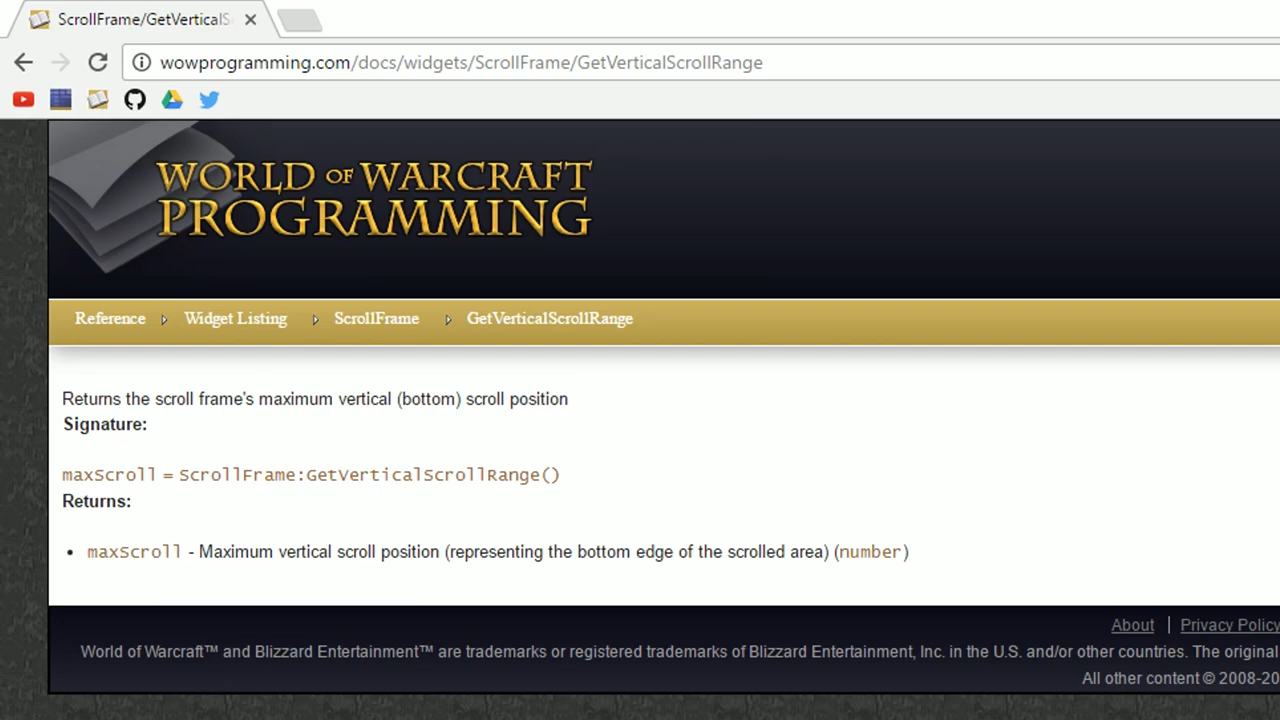 ScrollFrame/GetVerticalS
wowprogramming.com/docs/widgets/ScrollFrame/GetVerticalScrollRange
WORLD OF WARCRAFT
PROGRAMMING
Reference Widget Listing ScrollFrame GetVerticalScrollRange
Returns the scroll frame's maximum vertical (bottom) scroll position
Signature:
maxScroll = ScrollFrame:GetVerticalScrollRange()
Returns:
• maxScroll - Maximum vertical scroll position (representing the bottom edge of the scrolled area) (number)
About | Privacy Policy
World of Warcraft™ and Blizzard Entertainment™ are trademarks or registered trademarks of Blizzard Entertainment, Inc. in the U.S. and/or other countries. The original
All other content © 2008-20